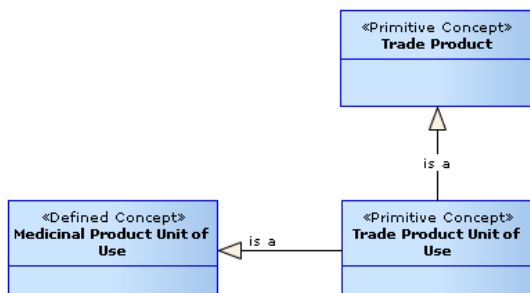 «Primitive Concept»
Trade Product
is a
«Defined Concept»
Medicinal Product Unit of
Use
is a
«Primitive Concept»
Trade Product Unit of
Use